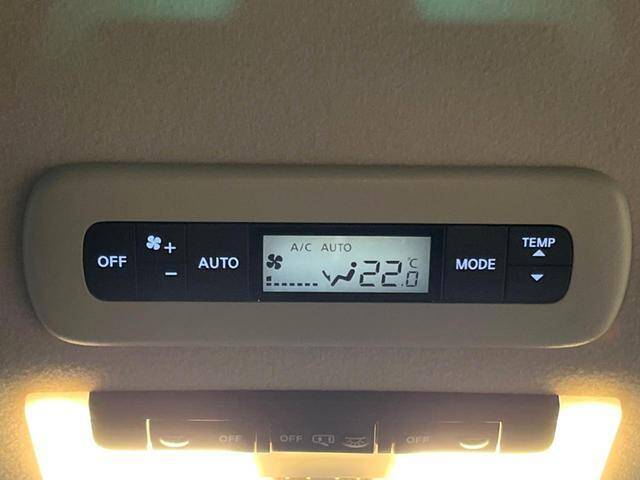 OFF + − AUTO A/C AUTO 22.0 °C MODE TEMP
OFF OFF OFF